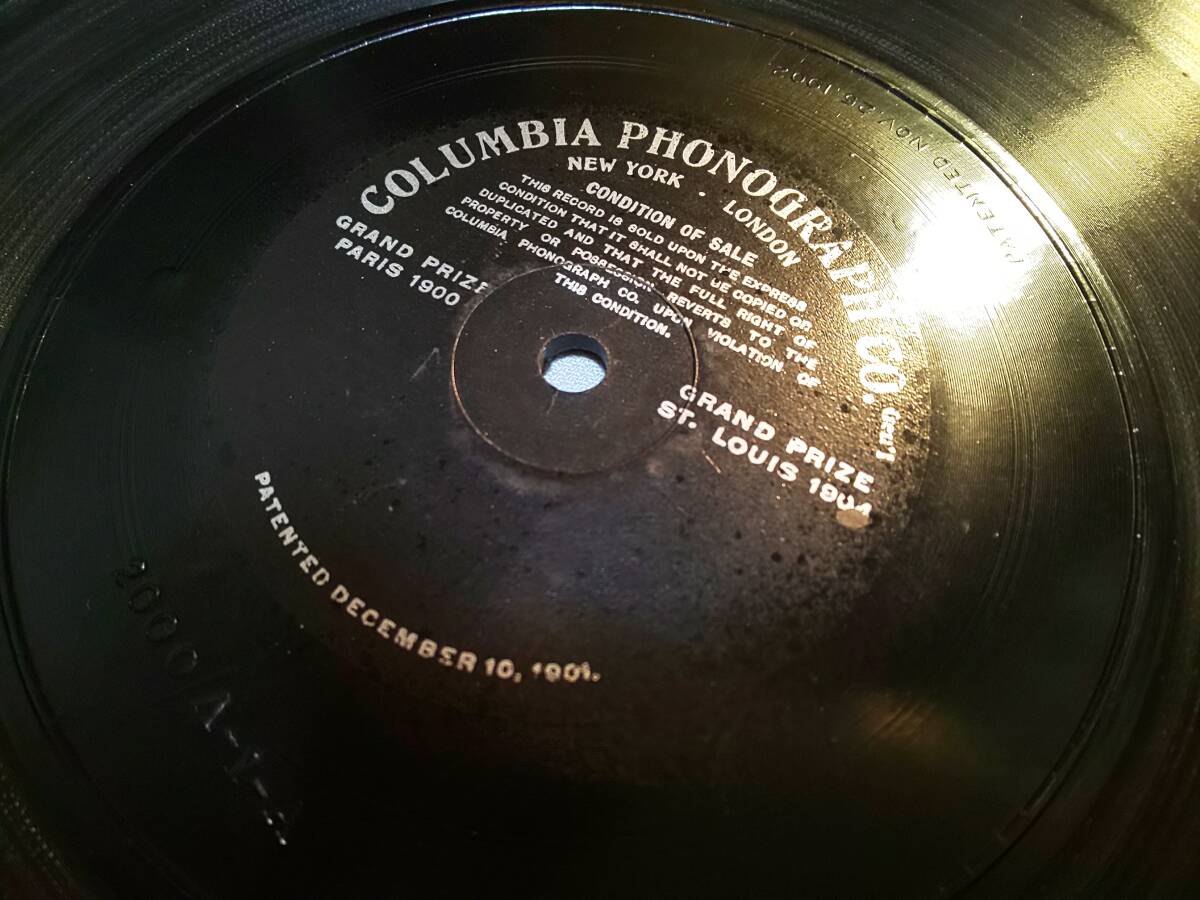 COLUMBIA PHONOGRAPH CO. Gen'l
NEW YORK . LONDON
CONDITION OF SALE
THIS RECORD IS SOLD UPON THE EXPRESS
CONDITION THAT IT SHALL NOT BE COPIED OR
DUPLICATED AND THAT THE FULL RIGHT OF
PROPERTY OR POSSESSION REVERTS TO THE
COLUMBIA PHONOGRAPH CO. UPON VIOLATION OF
THIS CONDITION.
GRAND PRIZE
PARIS 1900
GRAND PRIZE
ST. LOUIS 1904
PATENTED DECEMBER 10, 1901.
PATENTED NOV 25 1902